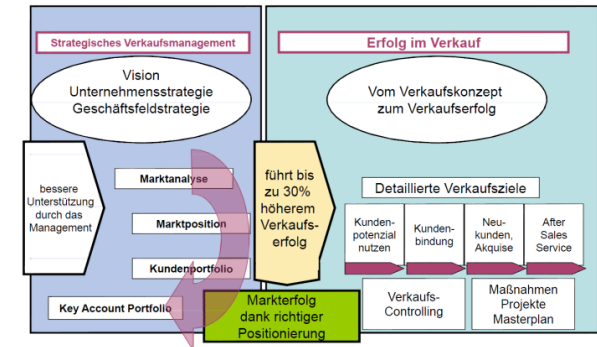 Strategisches Verkaufsmanagement
Vision
Unternehmensstrategie
Geschäftsfeldstrategie
bessere
Unterstützung
durch das
Management
Marktanalyse
Marktposition
Kundenportfolio
Key Account Portfolio
führt bis
zu 30%
höherem
Verkaufs-
erfolg
Markterfolg
dank richtiger
Positionierung
Erfolg im Verkauf
Vom Verkaufskonzept
zum Verkaufserfolg
Detaillierte Verkaufsziele
Kunden-
potenzial
nutzen
Kunden-
bindung
Neu-
kunden,
Akquise
After
Sales
Service
Verkaufs-
Controlling
Maßnahmen
Projekte
Masterplan